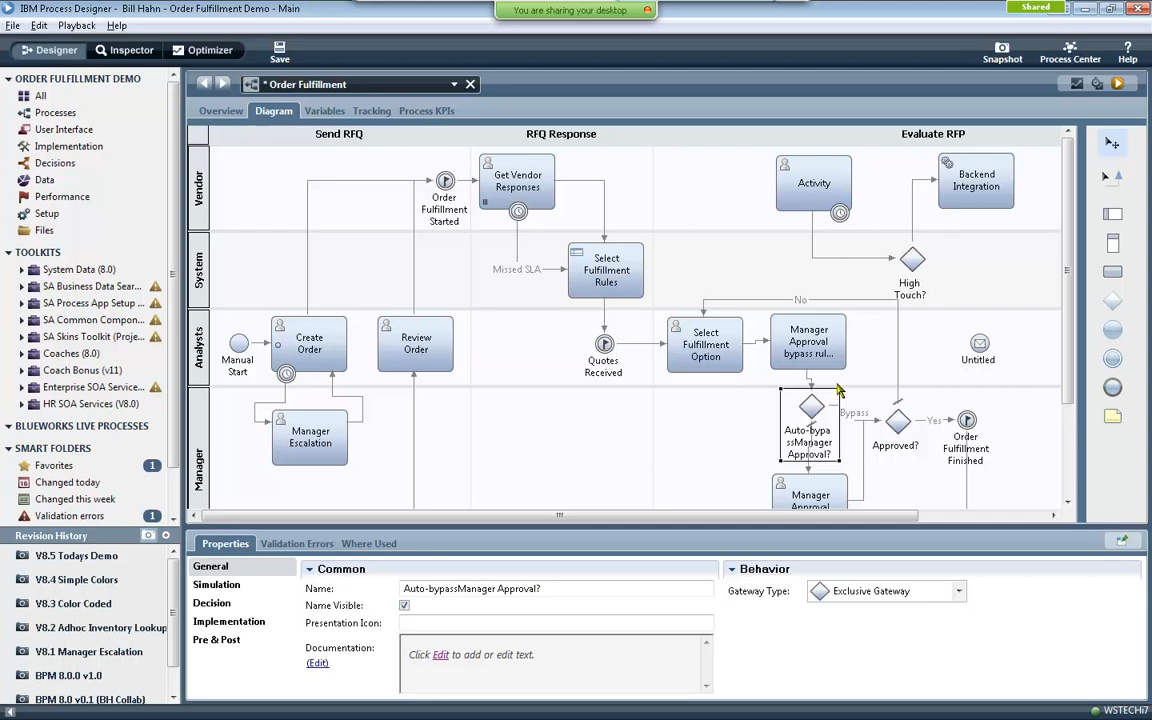 IBM Process Designer - Bill Hahn - Order Fulfillment Demo - Main
You are sharing your desktop
Shared
File Edit Playback Help
Designer Inspector Optimizer
Save
Snapshot
Process Center
Help
ORDER FULFILLMENT DEMO
All
Processes
User Interface
Implementation
Decisions
Data
Performance
Setup
Files
TOOLKITS
System Data (8.0)
SA Business Data Sear...
SA Process App Setup ...
SA Common Compon...
SA Skins Toolkit (Proje...
Coaches (8.0)
Coach Bonus (v11)
Enterprise SOA Service...
HR SOA Services (V8.0)
BLUEWORKS LIVE PROCESSES
SMART FOLDERS
Favorites 1
Changed today
Changed this week
Validation errors 1
Revision History
V8.5 Todays Demo
V8.4 Simple Colors
V8.3 Color Coded
V8.2 Adhoc Inventory Lookup
V8.1 Manager Escalation
BPM 8.0.0 v1.0
BPM 8.0 v0.1 (BH Collab)
* Order Fulfillment
Overview Diagram Variables Tracking Process KPIs
Send RFQ
RFQ Response
Evaluate RFP
Vendor
System
Analysts
Manager
Order
Fulfillment
Started
Get Vendor
Responses
Activity
Backend
Integration
Missed SLA
Select
Fulfillment
Rules
High
Touch?
No
Manual
Start
Create
Order
Review
Order
Quotes
Received
Select
Fulfillment
Option
Manager
Approval
bypass rul...
Untitled
Manager
Escalation
Auto-bypa
ssManager
Approval?
Bypass
Approved?
Yes
Order
Fulfillment
Finished
Manager
Approval
Properties Validation Errors Where Used
General
Simulation
Decision
Implementation
Pre & Post
Common
Name: Auto-bypassManager Approval?
Name Visible:
Presentation Icon:
Documentation:
(Edit)
Click Edit to add or edit text.
Behavior
Gateway Type: Exclusive Gateway
WSTECHi7